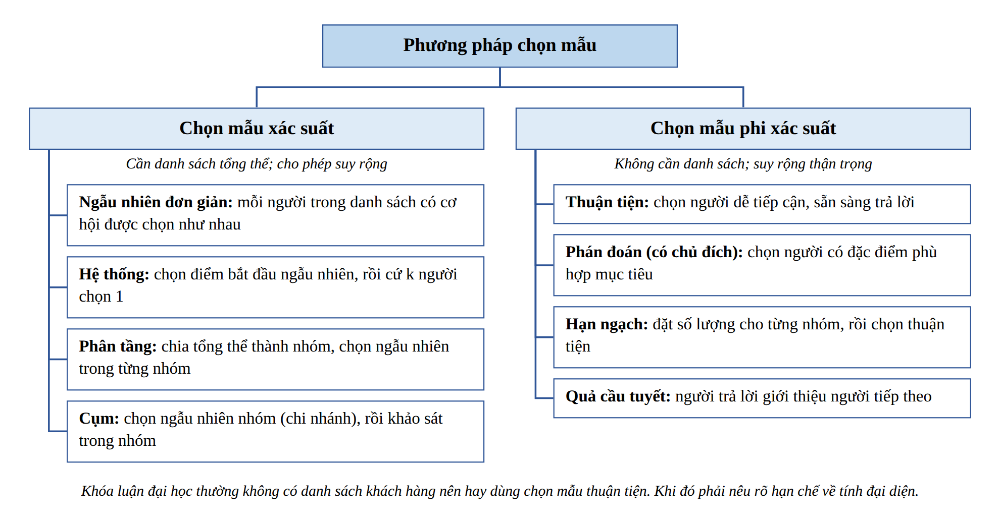 Phương pháp chọn mẫu
Chọn mẫu xác suất
Cần danh sách tổng thể; cho phép suy rộng
Ngẫu nhiên đơn giản: mỗi người trong danh sách có cơ
hội được chọn như nhau
Hệ thống: chọn điểm bắt đầu ngẫu nhiên, rồi cứ k người
chọn 1
Phân tầng: chia tổng thể thành nhóm, chọn ngẫu nhiên
trong từng nhóm
Cụm: chọn ngẫu nhiên nhóm (chi nhánh), rồi khảo sát
trong nhóm
Chọn mẫu phi xác suất
Không cần danh sách; suy rộng thận trọng
Thuận tiện: chọn người dễ tiếp cận, sẵn sàng trả lời
Phán đoán (có chủ đích): chọn người có đặc điểm phù
hợp mục tiêu
Hạn ngạch: đặt số lượng cho từng nhóm, rồi chọn thuận
tiện
Quả cầu tuyết: người trả lời giới thiệu người tiếp theo
Khóa luận đại học thường không có danh sách khách hàng nên hay dùng chọn mẫu thuận tiện. Khi đó phải nêu rõ hạn chế về tính đại diện.